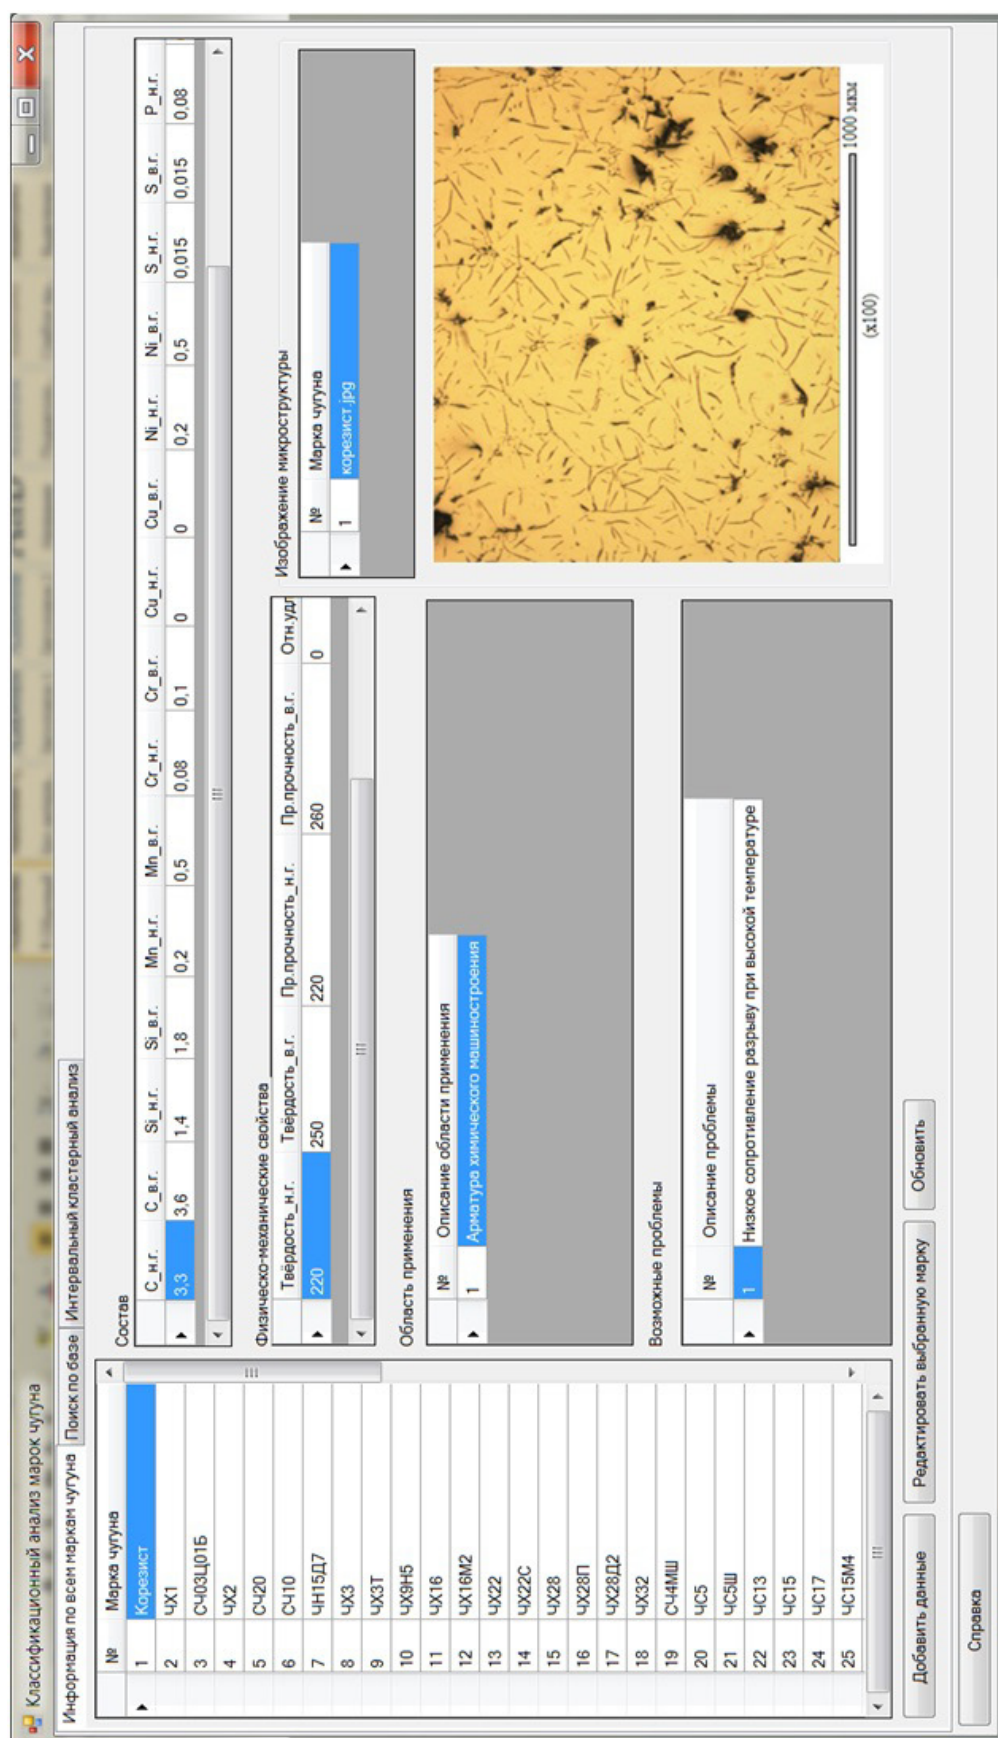 Классификационный анализ марок чугуна
Информация по всем маркам чугуна Поиск по базе Интервальный кластерный анализ
№ Марка чугуна
1 Корезист
2 ЧХ1
3 СЧ03Ц01Б
4 ЧХ2
5 СЧ20
6 СЧ10
7 ЧН15Д7
8 ЧХ3
9 ЧХ3Т
10 ЧХ9Н5
11 ЧХ16
12 ЧХ16М2
13 ЧХ22
14 ЧХ22С
15 ЧХ28
16 ЧХ28П
17 ЧХ28Д2
18 ЧХ32
19 СЧ4МШ
20 ЧС5
21 ЧС5Ш
22 ЧС13
23 ЧС15
24 ЧС17
25 ЧС15М4
Состав
С_н.г. С_в.г. Si_н.г. Si_в.г. Mn_н.г. Mn_в.г. Cr_н.г. Cr_в.г. Cu_н.г. Cu_в.г. Ni_н.г. Ni_в.г. S_н.г. S_в.г. P_н.г.
3,3 3,6 1,4 1,8 0,2 0,5 0,08 0,1 0 0 0,2 0,5 0,015 0,015 0,08
Физическо-механические свойства
Твёрдость_н.г. Твёрдость_в.г. Пр.прочность_н.г. Пр.прочность_в.г. Отн.удл
220 250 220 260 0
Область применения
№ Описание области применения
1 Арматура химического машиностроения
Возможные проблемы
№ Описание проблемы
1 Низкое сопротивление разрыву при высокой температуре
Изображение микроструктуры
№ Марка чугуна
1 корезист.jpg
1000 мкм
(x100)
Добавить данные Редактировать выбранную марку Обновить
Справка